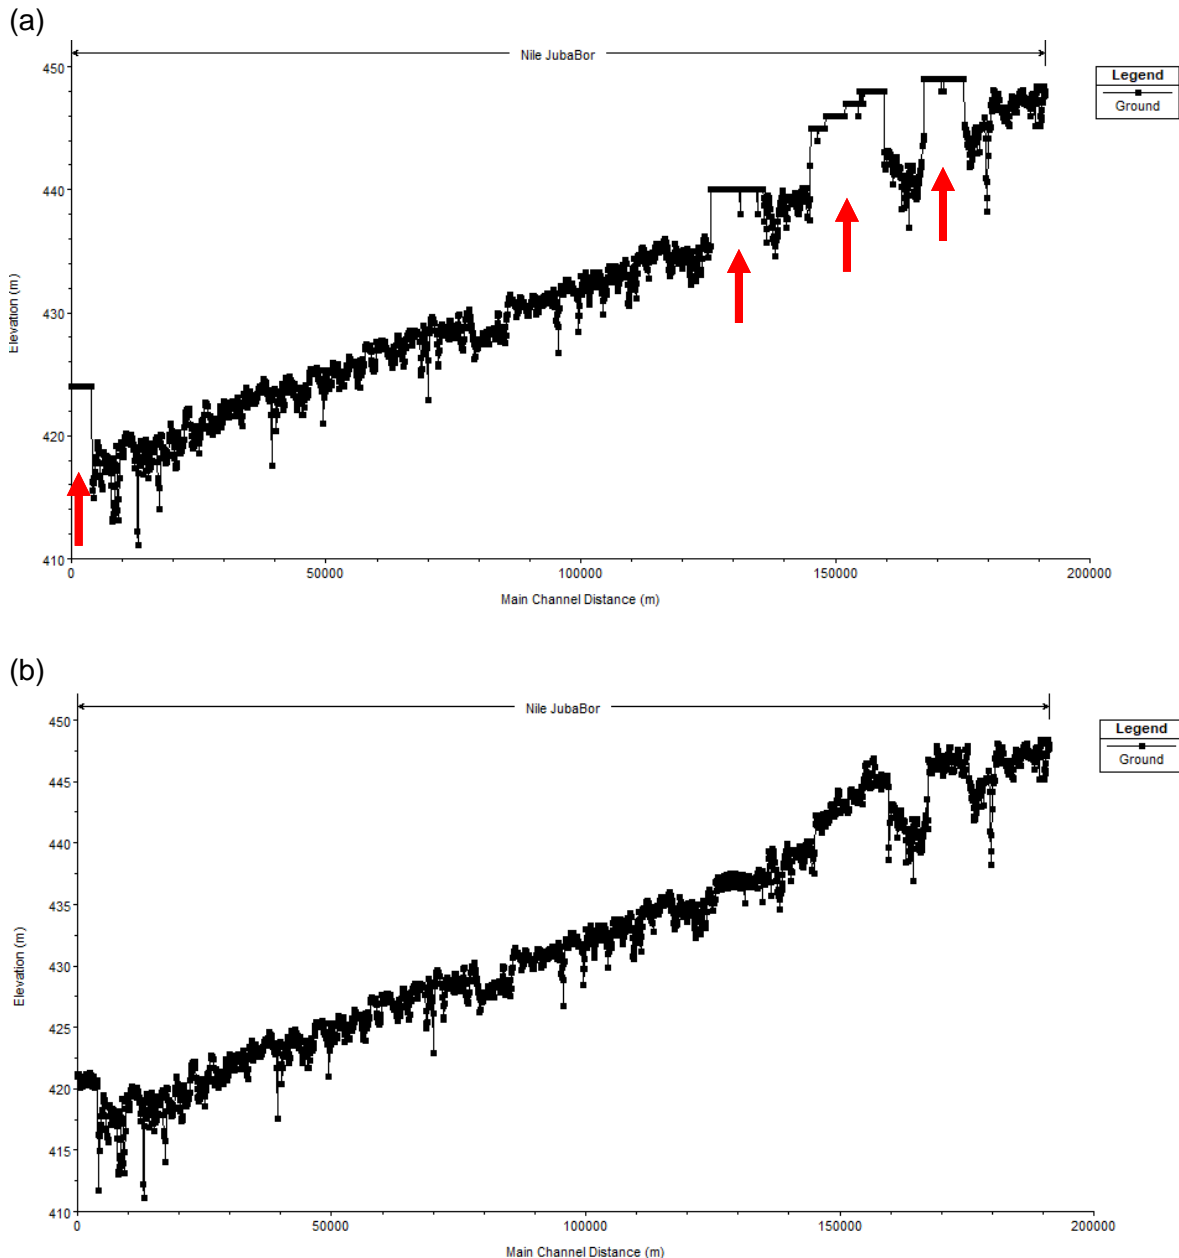 (a)
Nile JubaBor
Legend
Ground
450
440
430
420
410
Elevation (m)
0 50000 100000 150000 200000
Main Channel Distance (m)
(b)
Nile JubaBor
Legend
Ground
450
445
440
435
430
425
420
415
410
Elevation (m)
0 50000 100000 150000 200000
Main Channel Distance (m)